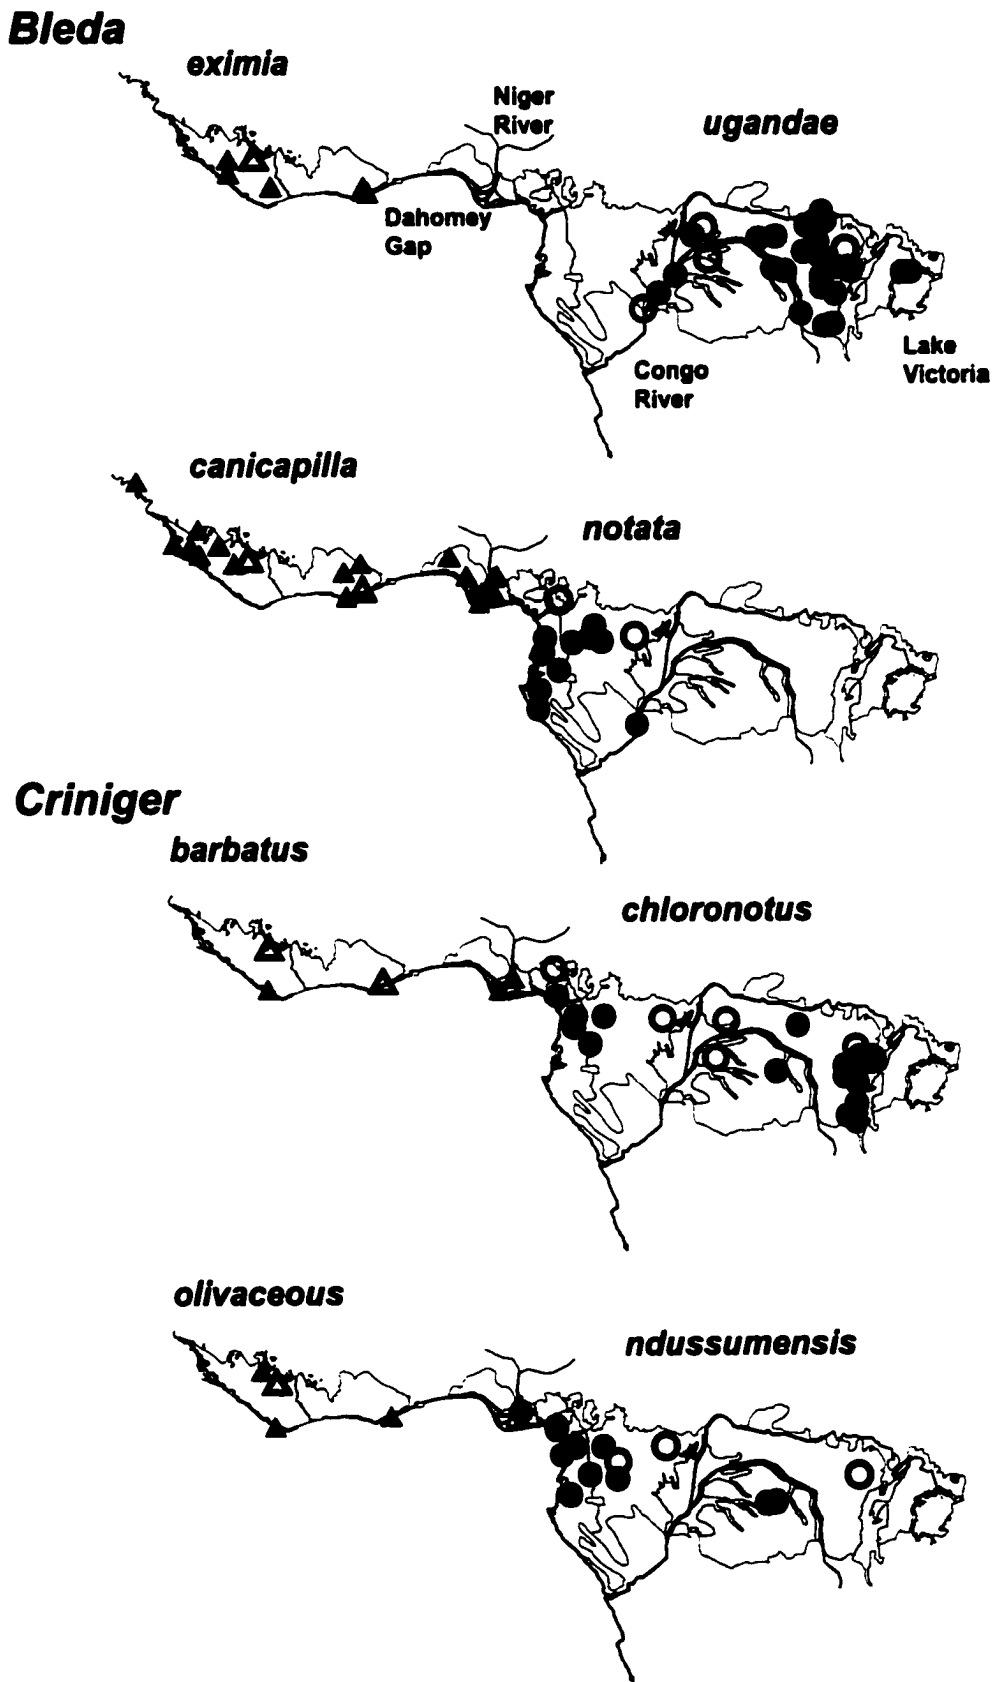 Bleda
eximia
Niger
River
ugandae
Dahomey
Gap
Congo
River
Lake
Victoria
canicapilla
notata
Criniger
barbatus
chloronotus
olivaceous
ndussumensis